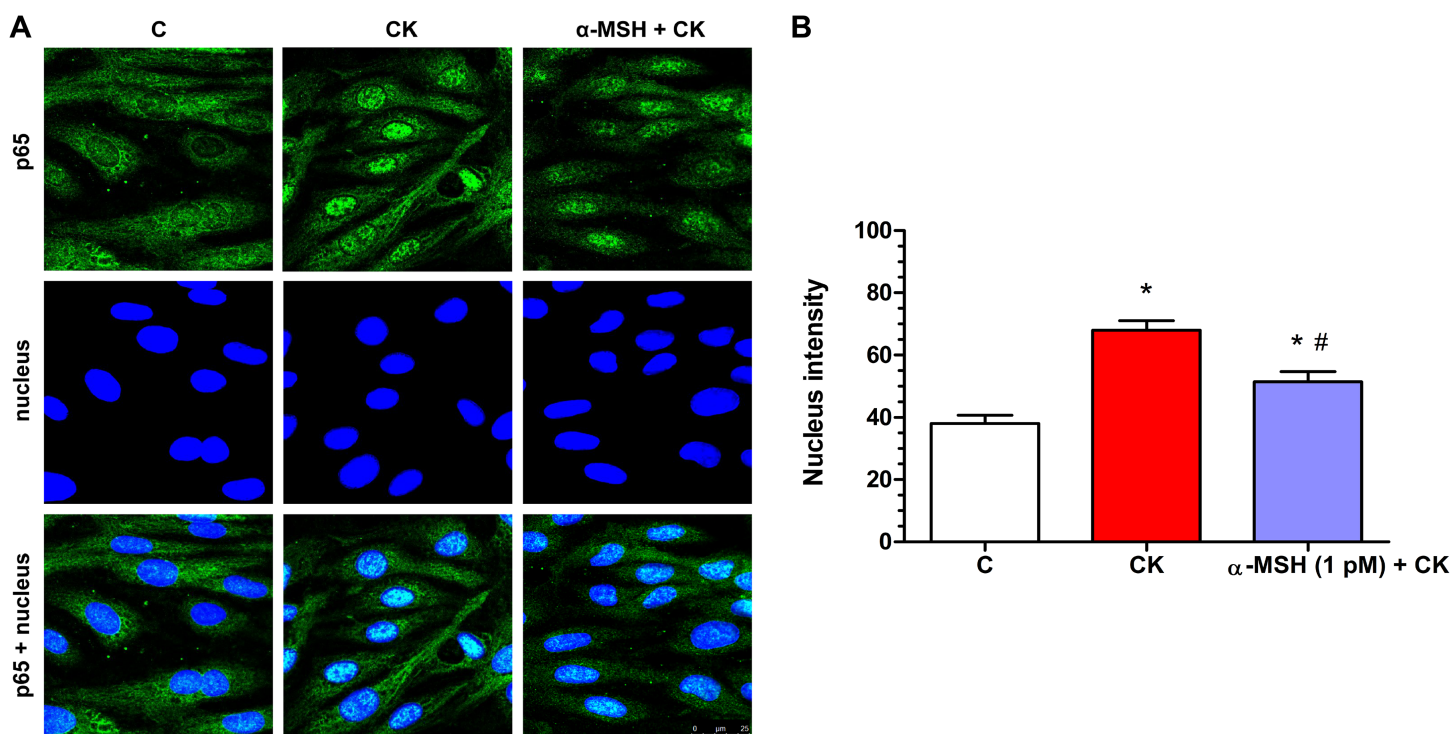 A
B
C
CK
α-MSH + CK
p65
nucleus
p65 + nucleus
0 µm 25
Nucleus intensity
100
80
60
40
20
0
*
* #
C
CK
α-MSH (1 pM) + CK